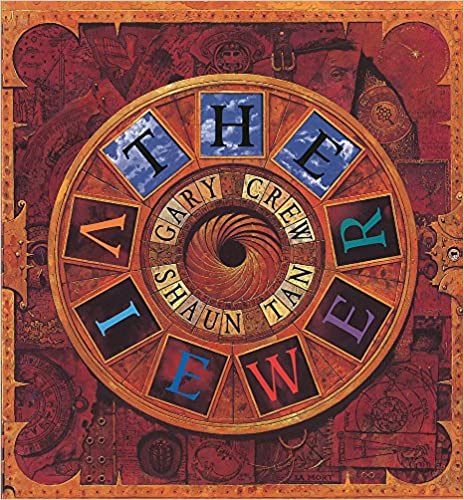 THE
VIEWER
GARY CREW
SHAUN TAN